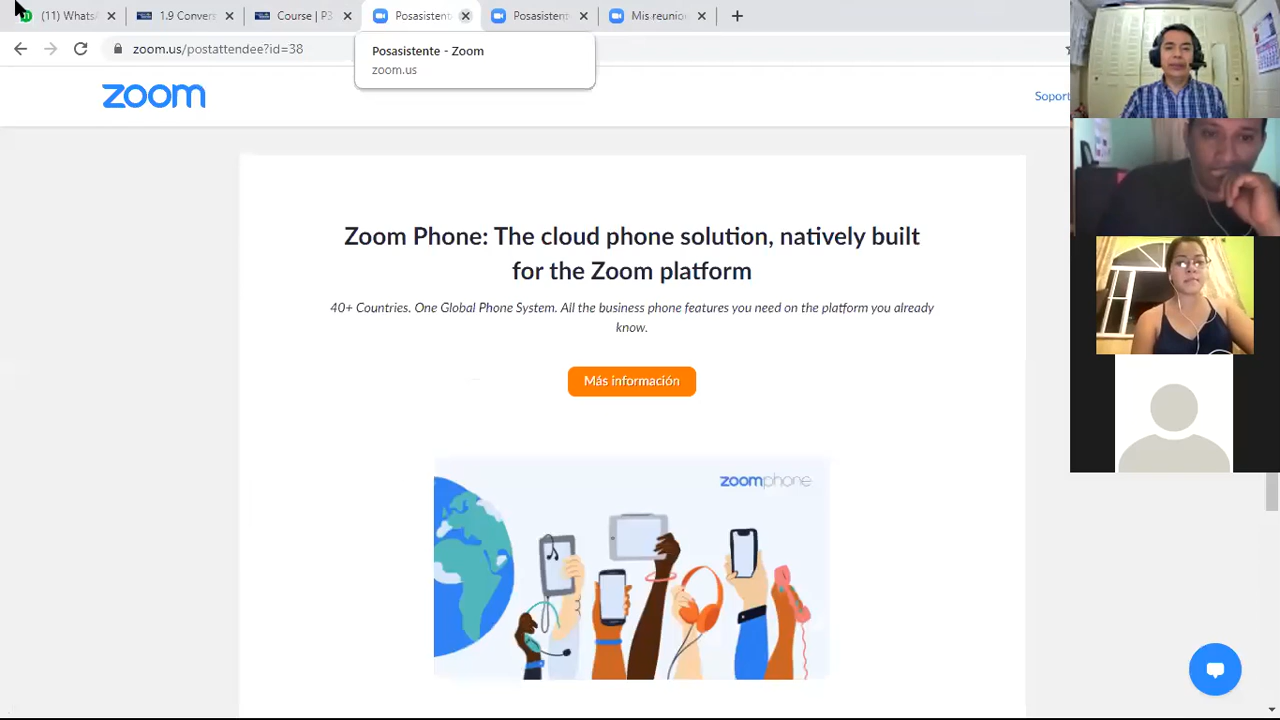 (11) Whats
1.9 Convers
Course | P3
Posasistent
Posasistent
Mis reunio
zoom.us/postattendee?id=38
Posasistente - Zoom
zoom.us
zoom
Soport
Zoom Phone: The cloud phone solution, natively built
for the Zoom platform
40+ Countries. One Global Phone System. All the business phone features you need on the platform you already
know.
Más información
zoomphone